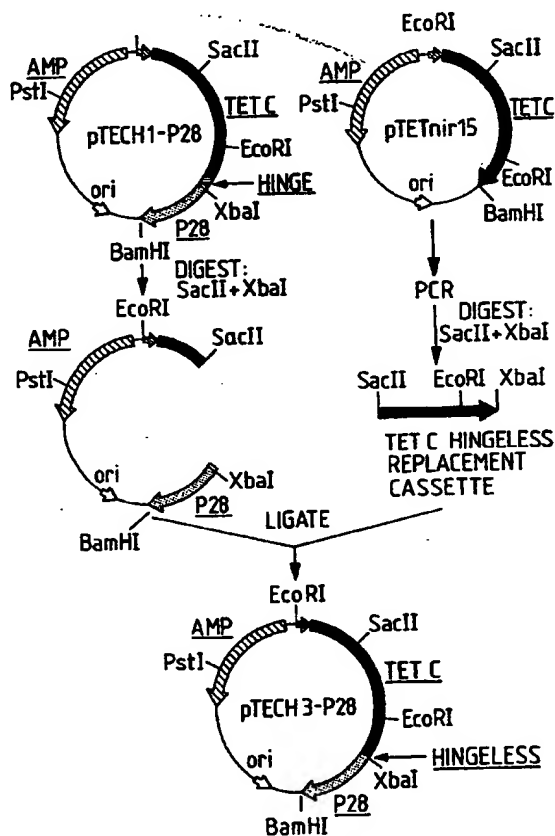 AMP
SacII
PstI
TET C
pTECH1-P28
EcoRI
HINGE
ori
XbaI
P28
BamHI
EcoRI
AMP
SacII
PstI
TETC
pTETnir15
EcoRI
ori
BamHI
DIGEST:
SacII+XbaI
PCR
DIGEST:
SacII+XbaI
EcoRI
AMP
SacII
PstI
ori
XbaI
P28
BamHI
SacII EcoRI XbaI
TET C HINGELESS
REPLACEMENT
CASSETTE
LIGATE
EcoRI
AMP
SacII
PstI
TET C
pTECH3-P28
EcoRI
HINGELESS
ori
XbaI
P28
BamHI